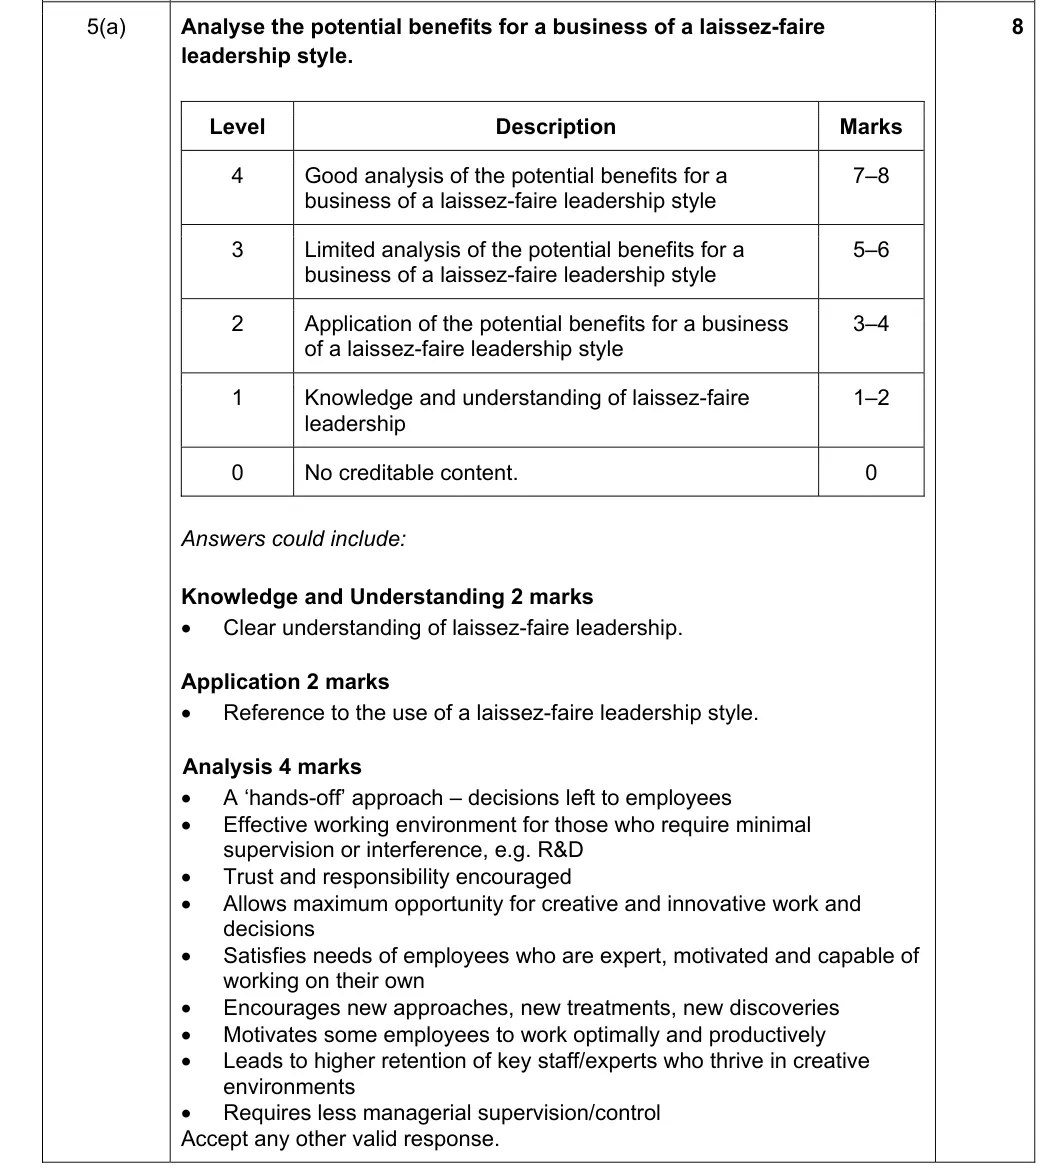 5(a) Analyse the potential benefits for a business of a laissez-faire 8
leadership style.
Level Description Marks
4 Good analysis of the potential benefits for a 7–8
business of a laissez-faire leadership style
3 Limited analysis of the potential benefits for a 5–6
business of a laissez-faire leadership style
2 Application of the potential benefits for a business 3–4
of a laissez-faire leadership style
1 Knowledge and understanding of laissez-faire 1–2
leadership
0 No creditable content. 0
Answers could include:
Knowledge and Understanding 2 marks
• Clear understanding of laissez-faire leadership.
Application 2 marks
• Reference to the use of a laissez-faire leadership style.
Analysis 4 marks
• A ‘hands-off’ approach – decisions left to employees
• Effective working environment for those who require minimal
supervision or interference, e.g. R&D
• Trust and responsibility encouraged
• Allows maximum opportunity for creative and innovative work and
decisions
• Satisfies needs of employees who are expert, motivated and capable of
working on their own
• Encourages new approaches, new treatments, new discoveries
• Motivates some employees to work optimally and productively
• Leads to higher retention of key staff/experts who thrive in creative
environments
• Requires less managerial supervision/control
Accept any other valid response.